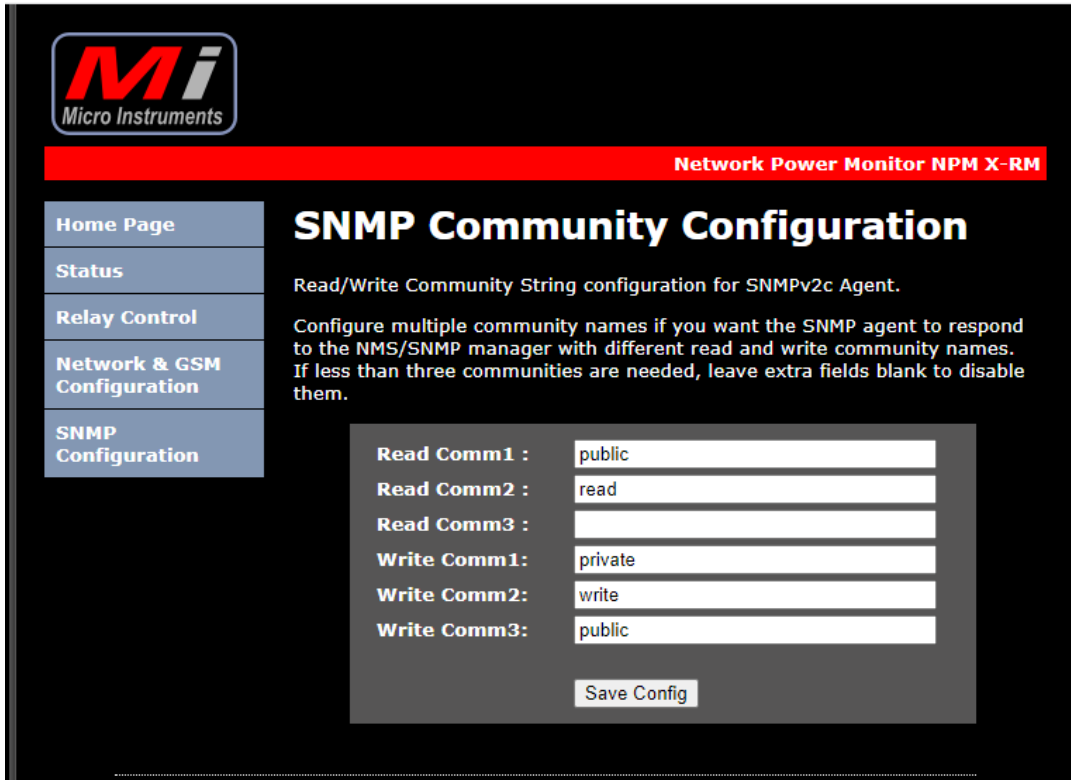 Mi
Micro Instruments
Network Power Monitor NPM X-RM
Home Page
Status
Relay Control
Network & GSM
Configuration
SNMP
Configuration
SNMP Community Configuration
Read/Write Community String configuration for SNMPv2c Agent.
Configure multiple community names if you want the SNMP agent to respond
to the NMS/SNMP manager with different read and write community names.
If less than three communities are needed, leave extra fields blank to disable
them.
Read Comm1 : public
Read Comm2 : read
Read Comm3 :
Write Comm1: private
Write Comm2: write
Write Comm3: public
Save Config